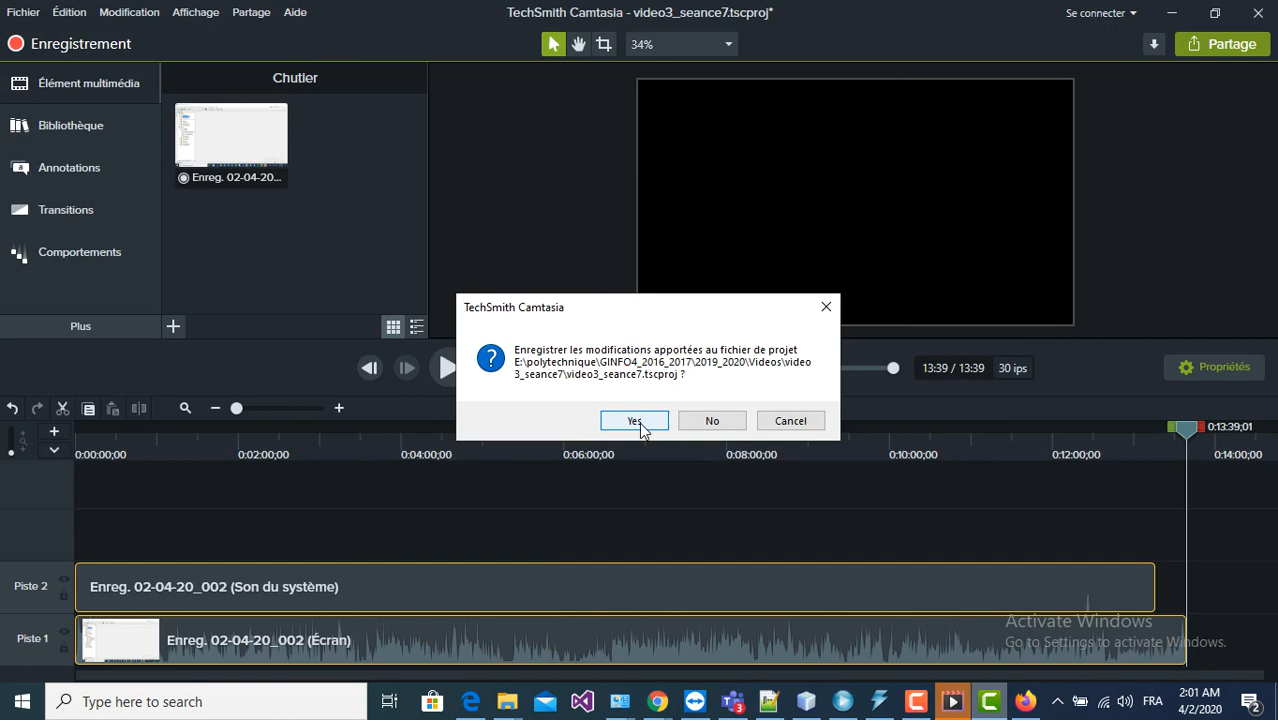 Fichier Édition Modification Affichage Partage Aide TechSmith Camtasia - video3_seance7.tscproj* Se connecter
Enregistrement 34% Partage
Élément multimédia Chutier
Bibliothèque
Annotations
Enreg. 02-04-20...
Transitions
Comportements
Plus
TechSmith Camtasia
Enregistrer les modifications apportées au fichier de projet
E:\polytechnique\GINFO4_2016_2017\2019_2020\Videos\video
3_seance7\video3_seance7.tscproj ?
Yes No Cancel
13:39 / 13:39 30 ips Propriétés
0:13:39;01
0:00:00;00 0:02:00;00 0:04:00;00 0:06:00;00 0:08:00;00 0:10:00;00 0:12:00;00 0:14:00;00
Piste 2 Enreg. 02-04-20_002 (Son du système)
Piste 1 Enreg. 02-04-20_002 (Écran)
Activate Windows
Go to Settings to activate Windows.
Type here to search
FRA 2:01 AM
4/2/2020
3
2